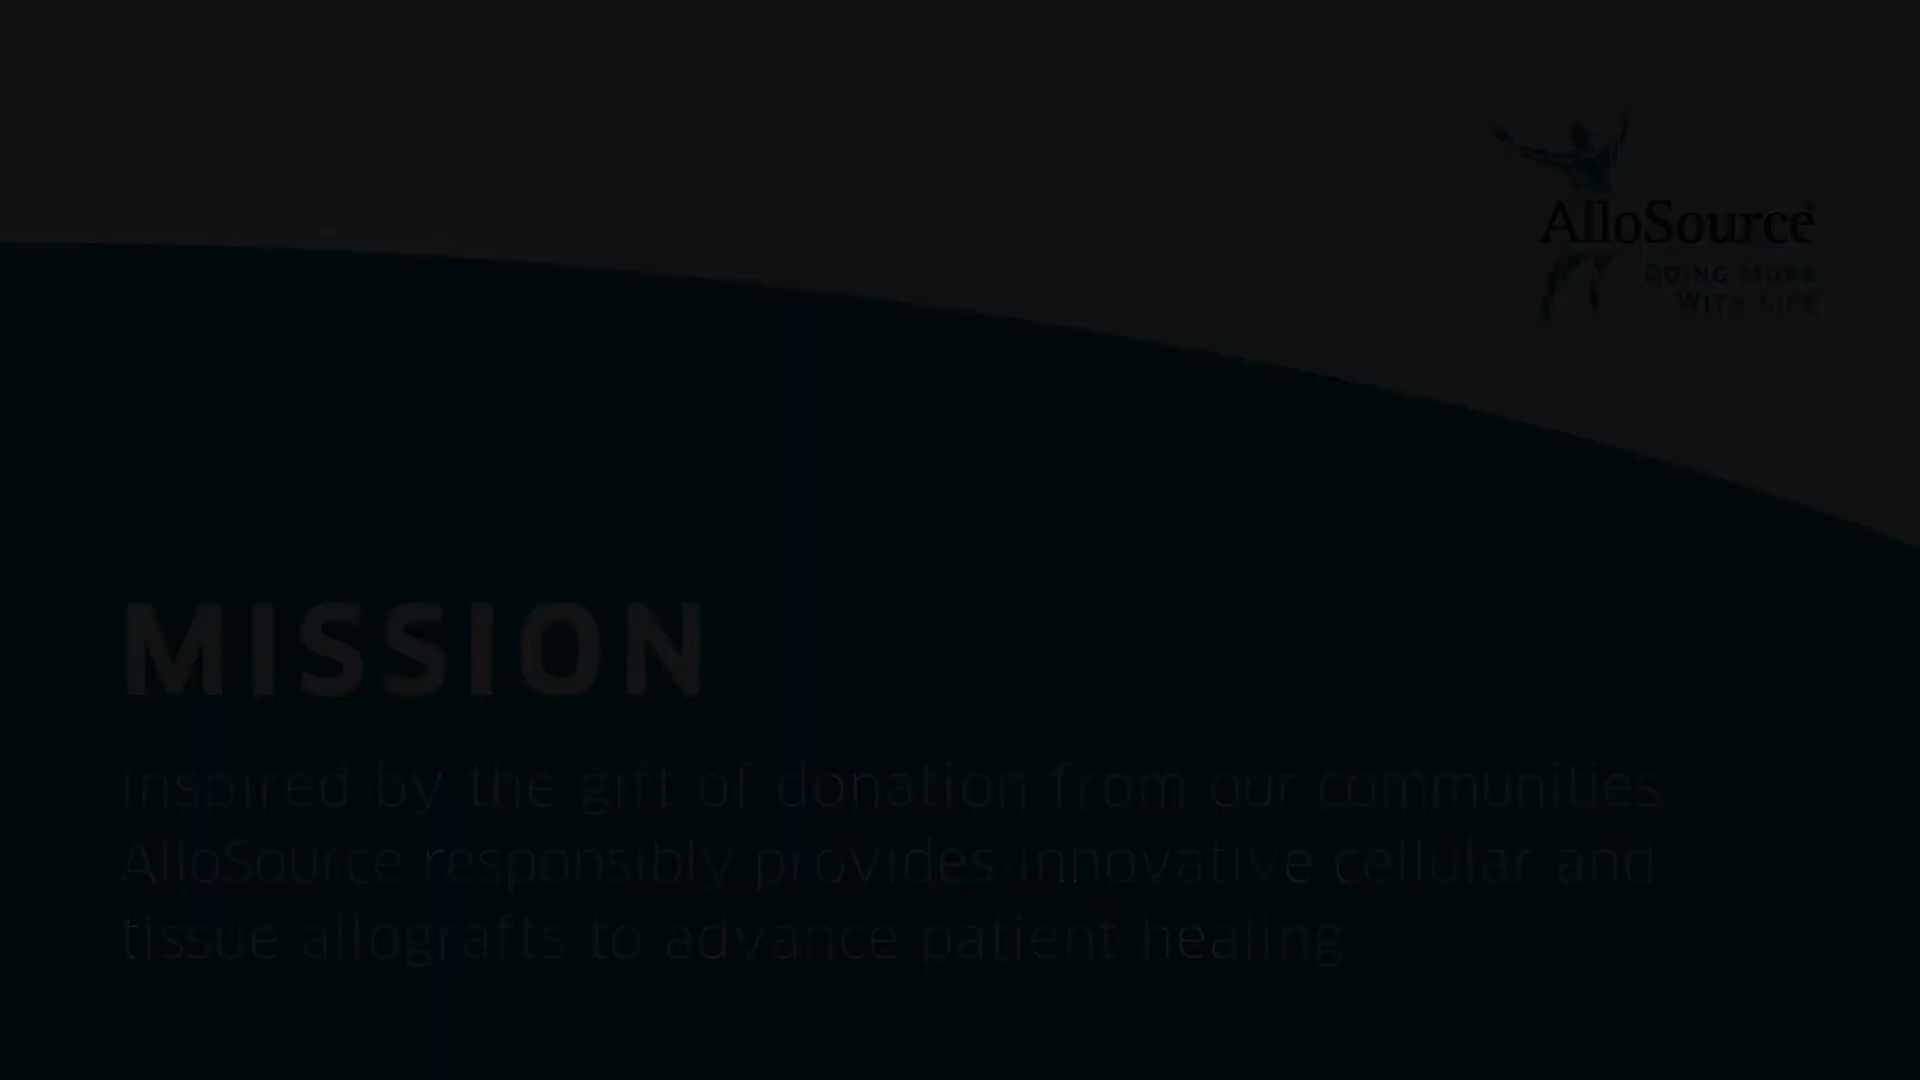 AlloSource
DOING MORE
WITH LIFE
MISSION
Inspired by the gift of donation from our communities,
AlloSource responsibly provides innovative cellular and
tissue allografts to advance patient healing